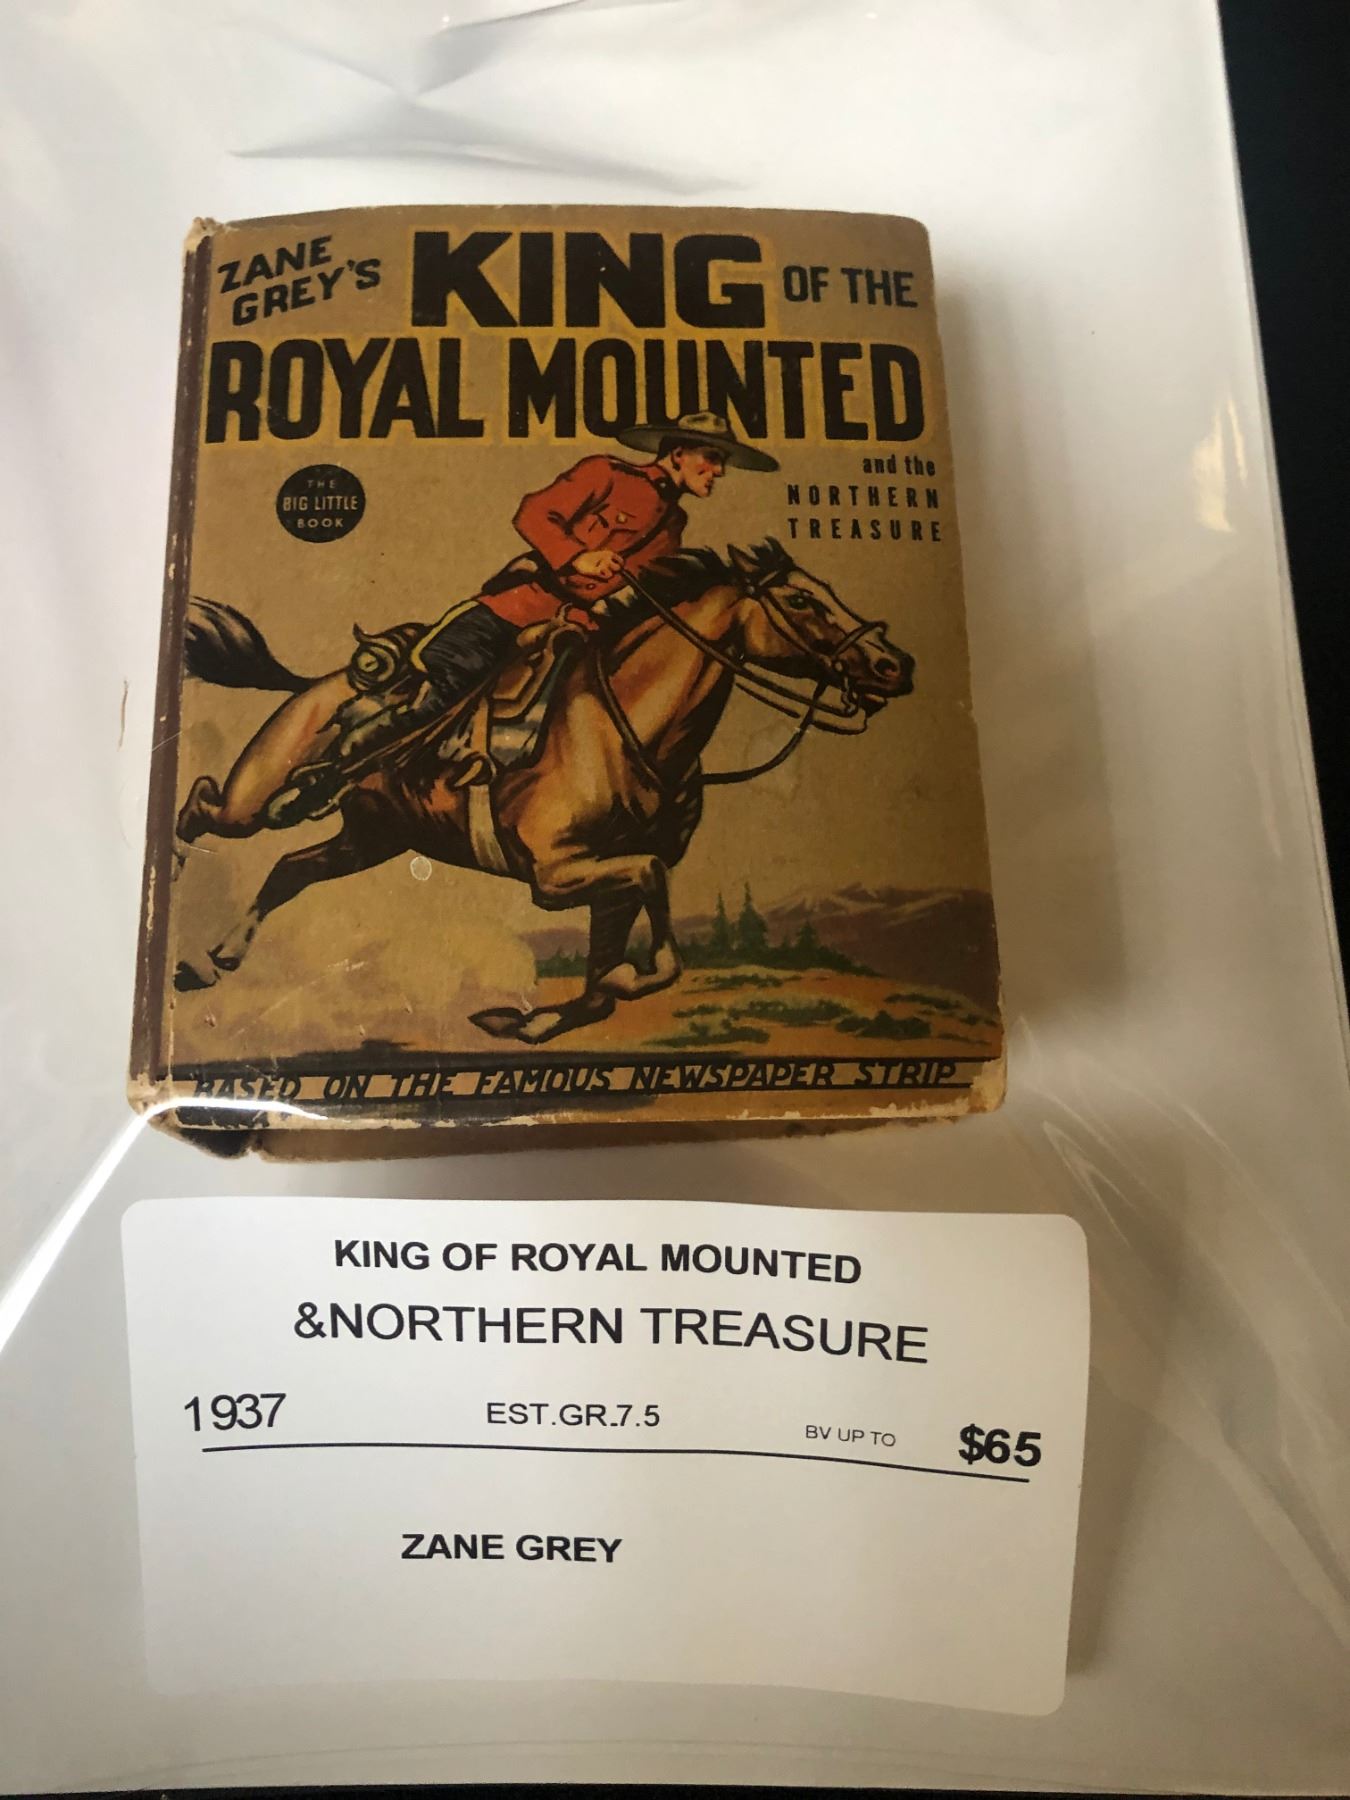 ZANE
GREY'S
KING OF THE
ROYAL MOUNTED
and the
NORTHERN
TREASURE
THE
BIG LITTLE
BOOK
BASED ON THE FAMOUS NEWSPAPER STRIP
KING OF ROYAL MOUNTED
&NORTHERN TREASURE
1937 EST.GR.7.5 BV UP TO $65
ZANE GREY